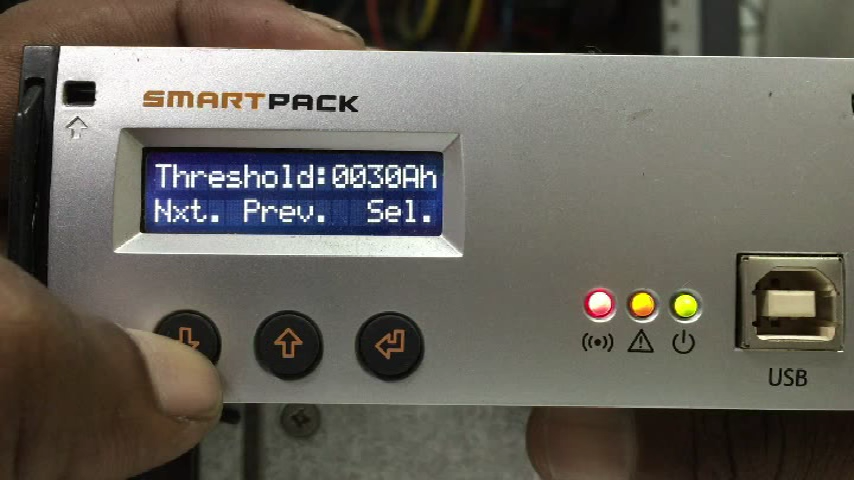 SMARTPACK
Threshold:0030Ah
Nxt. Prev. Sel.
USB